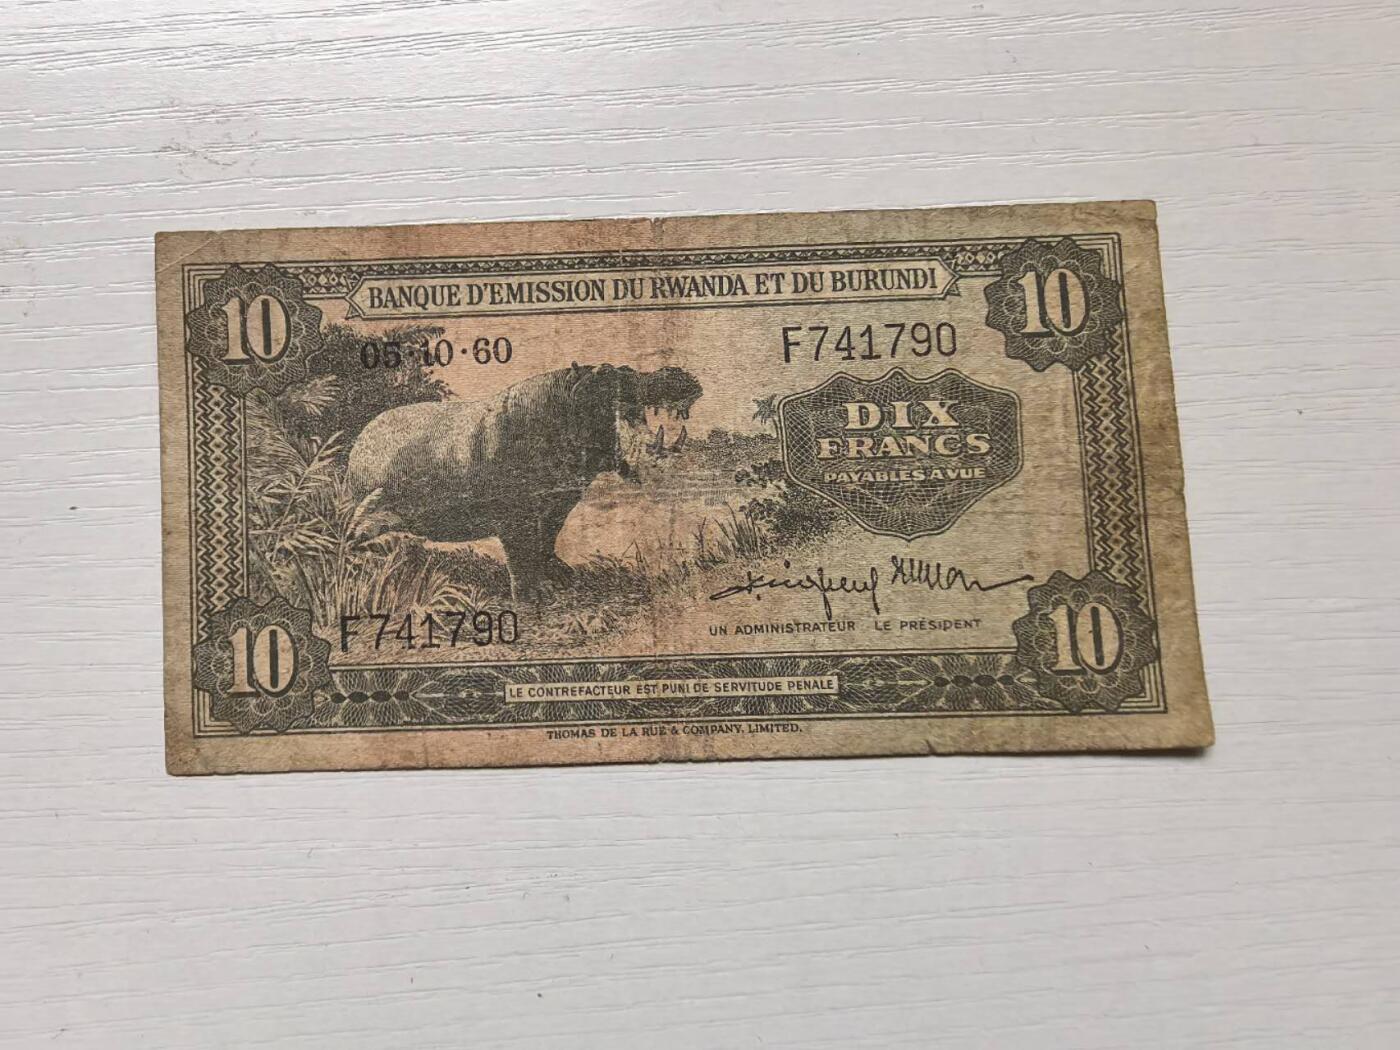 BANQUE D'EMISSION DU RWANDA ET DU BURUNDI
10
10
05·10·60
F741790
DIX
FRANCS
PAYABLES A VUE
F741790
UN ADMINISTRATEUR LE PRÉSIDENT
10
10
LE CONTREFACTEUR EST PUNI DE SERVITUDE PENALE
THOMAS DE LA RUE & COMPANY, LIMITED.